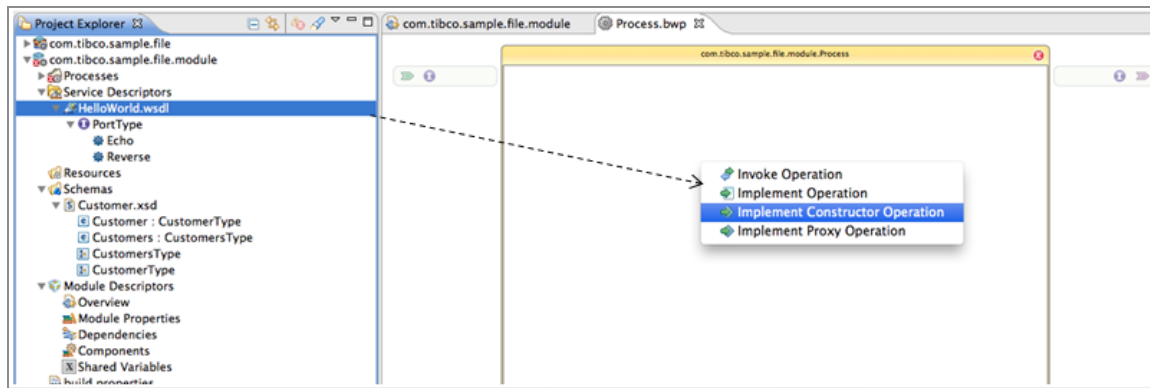 Project Explorer
com.tibco.sample.file
com.tibco.sample.file.module
Processes
Service Descriptors
HelloWorld.wsdl
PortType
Echo
Reverse
Resources
Schemas
Customer.xsd
Customer : CustomerType
Customers : CustomersType
CustomersType
CustomerType
Module Descriptors
Overview
Module Properties
Dependencies
Components
Shared Variables
build.properties
com.tibco.sample.file.module
Process.bwp
com.tibco.sample.file.module.Process
Invoke Operation
Implement Operation
Implement Constructor Operation
Implement Proxy Operation